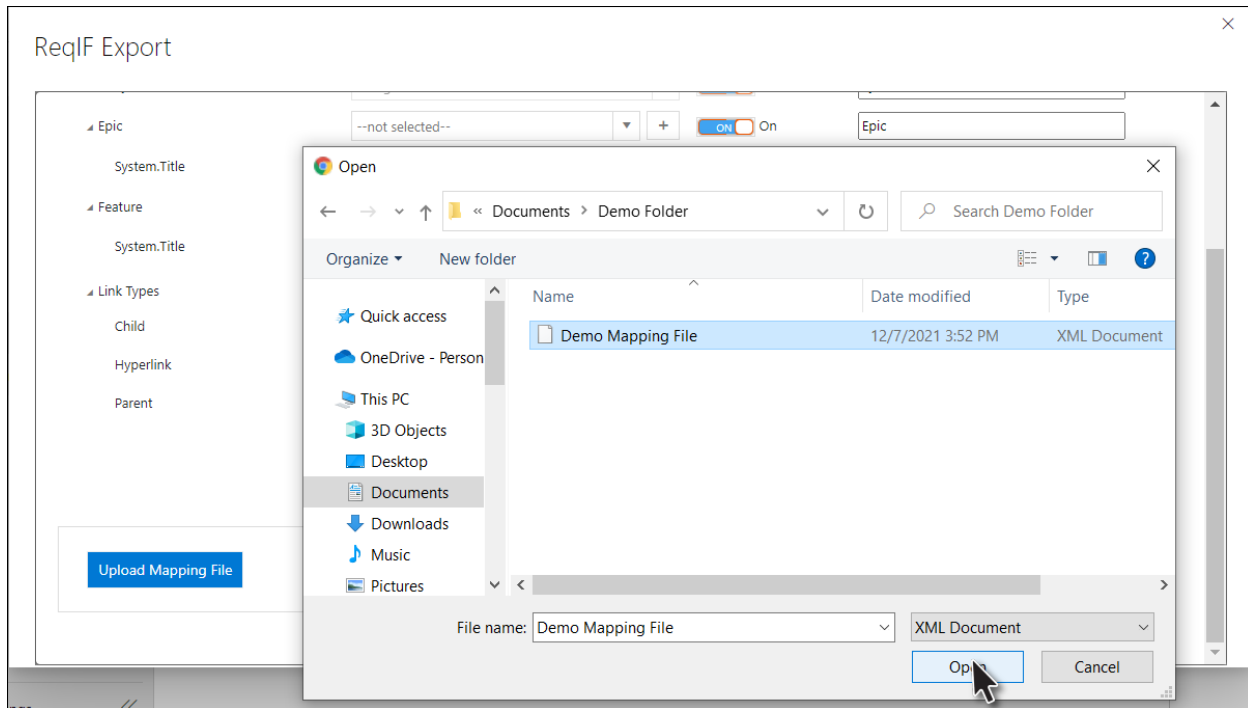 ReqIF Export
Epic --not selected-- + ON On Epic
System.Title
Feature
System.Title
Link Types
Child
Hyperlink
Parent
Upload Mapping File
Open
« Documents > Demo Folder
Search Demo Folder
Organize New folder
?
Name Date modified Type
Quick access
Demo Mapping File 12/7/2021 3:52 PM XML Document
OneDrive - Person
This PC
3D Objects
Desktop
Documents
Downloads
Music
Pictures
File name: Demo Mapping File XML Document
Open Cancel